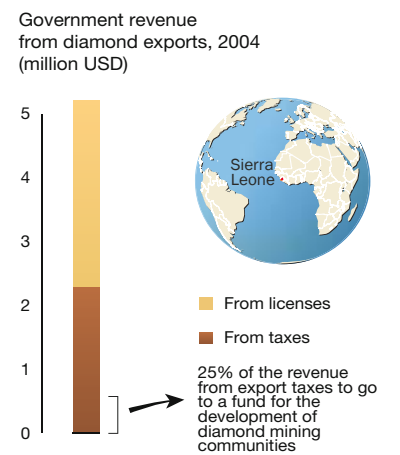 Government revenue
from diamond exports, 2004
(million USD)
5
4
3
2
1
0
Sierra
Leone
From licenses
From taxes
25% of the revenue
from export taxes to go
to a fund for the
development of
diamond mining
communities